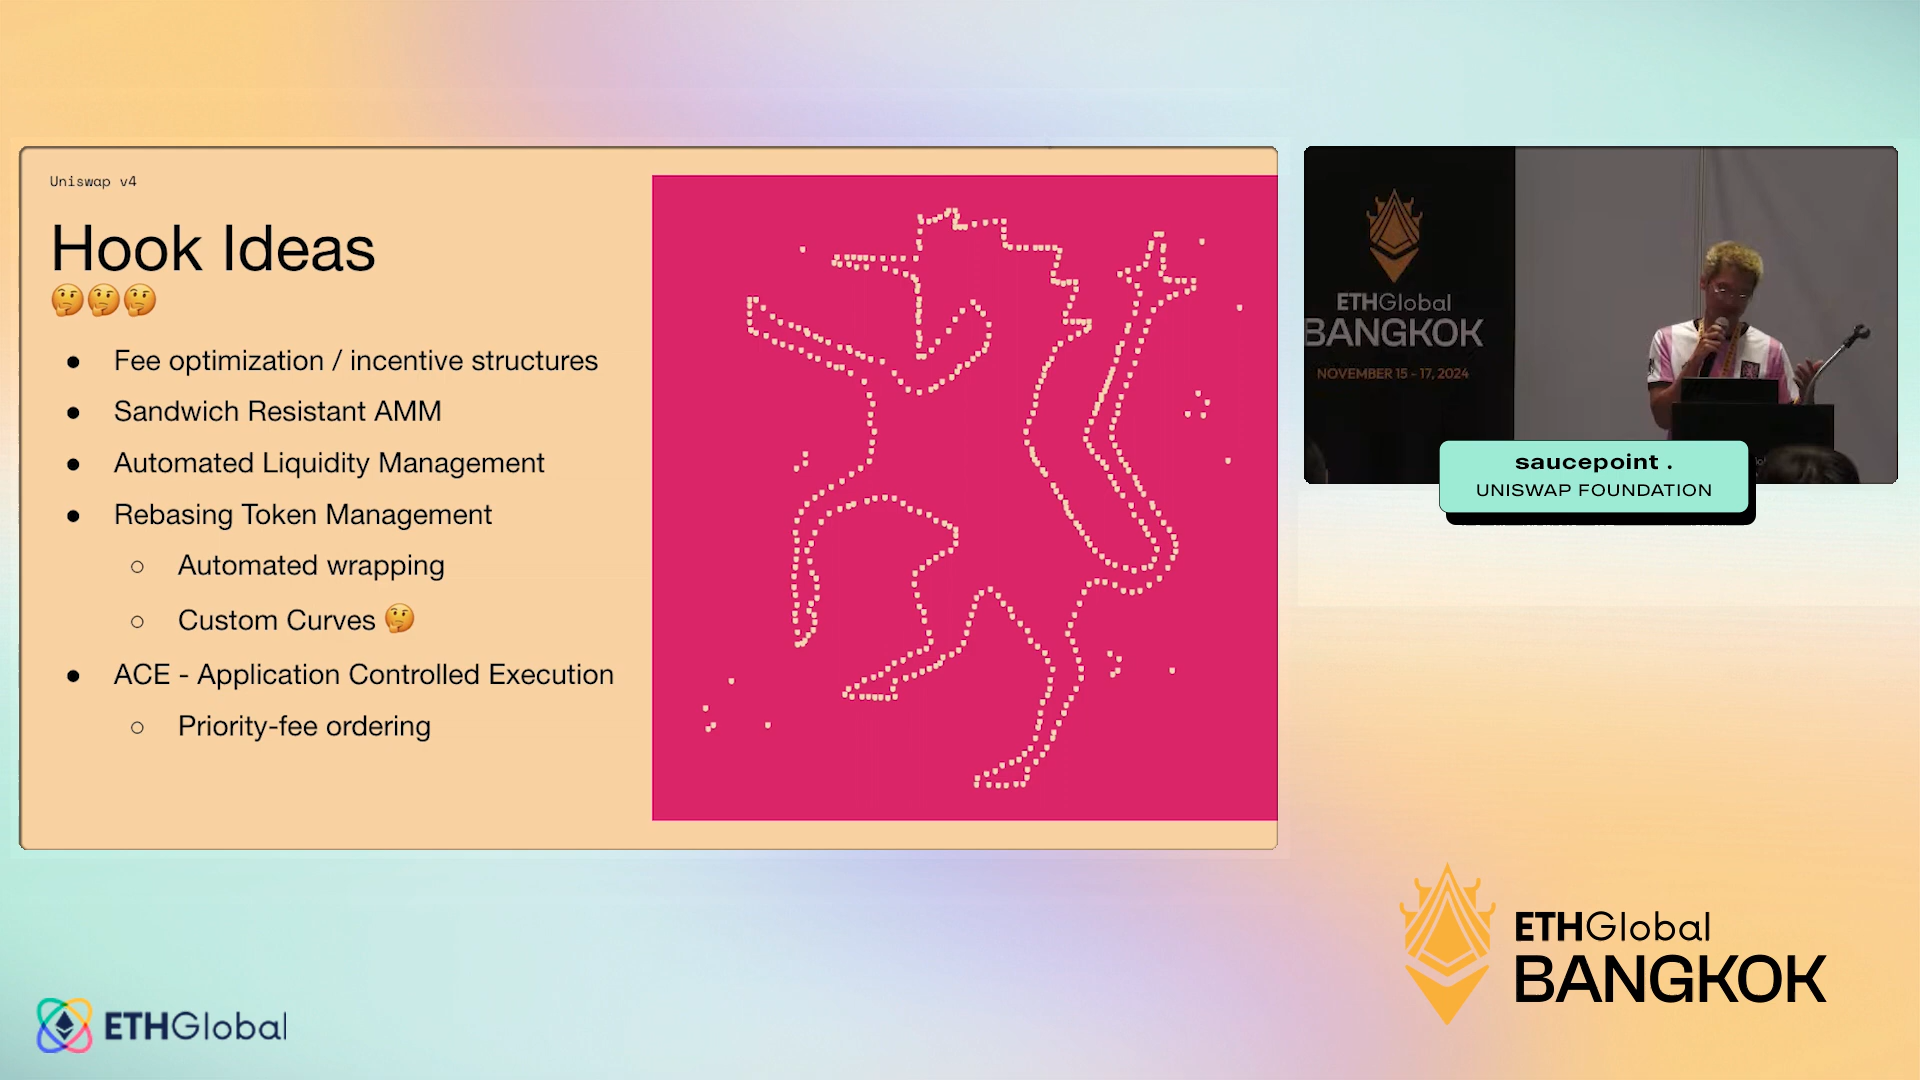 Uniswap v4
Hook Ideas
🤔🤔🤔
● Fee optimization / incentive structures
● Sandwich Resistant AMM
● Automated Liquidity Management
● Rebasing Token Management
○ Automated wrapping
○ Custom Curves 🤔
● ACE - Application Controlled Execution
○ Priority-fee ordering
ETHGlobal
BANGKOK
NOVEMBER 15 - 17, 2024
saucepoint .
UNISWAP FOUNDATION
ETHGlobal
BANGKOK
ETHGlobal